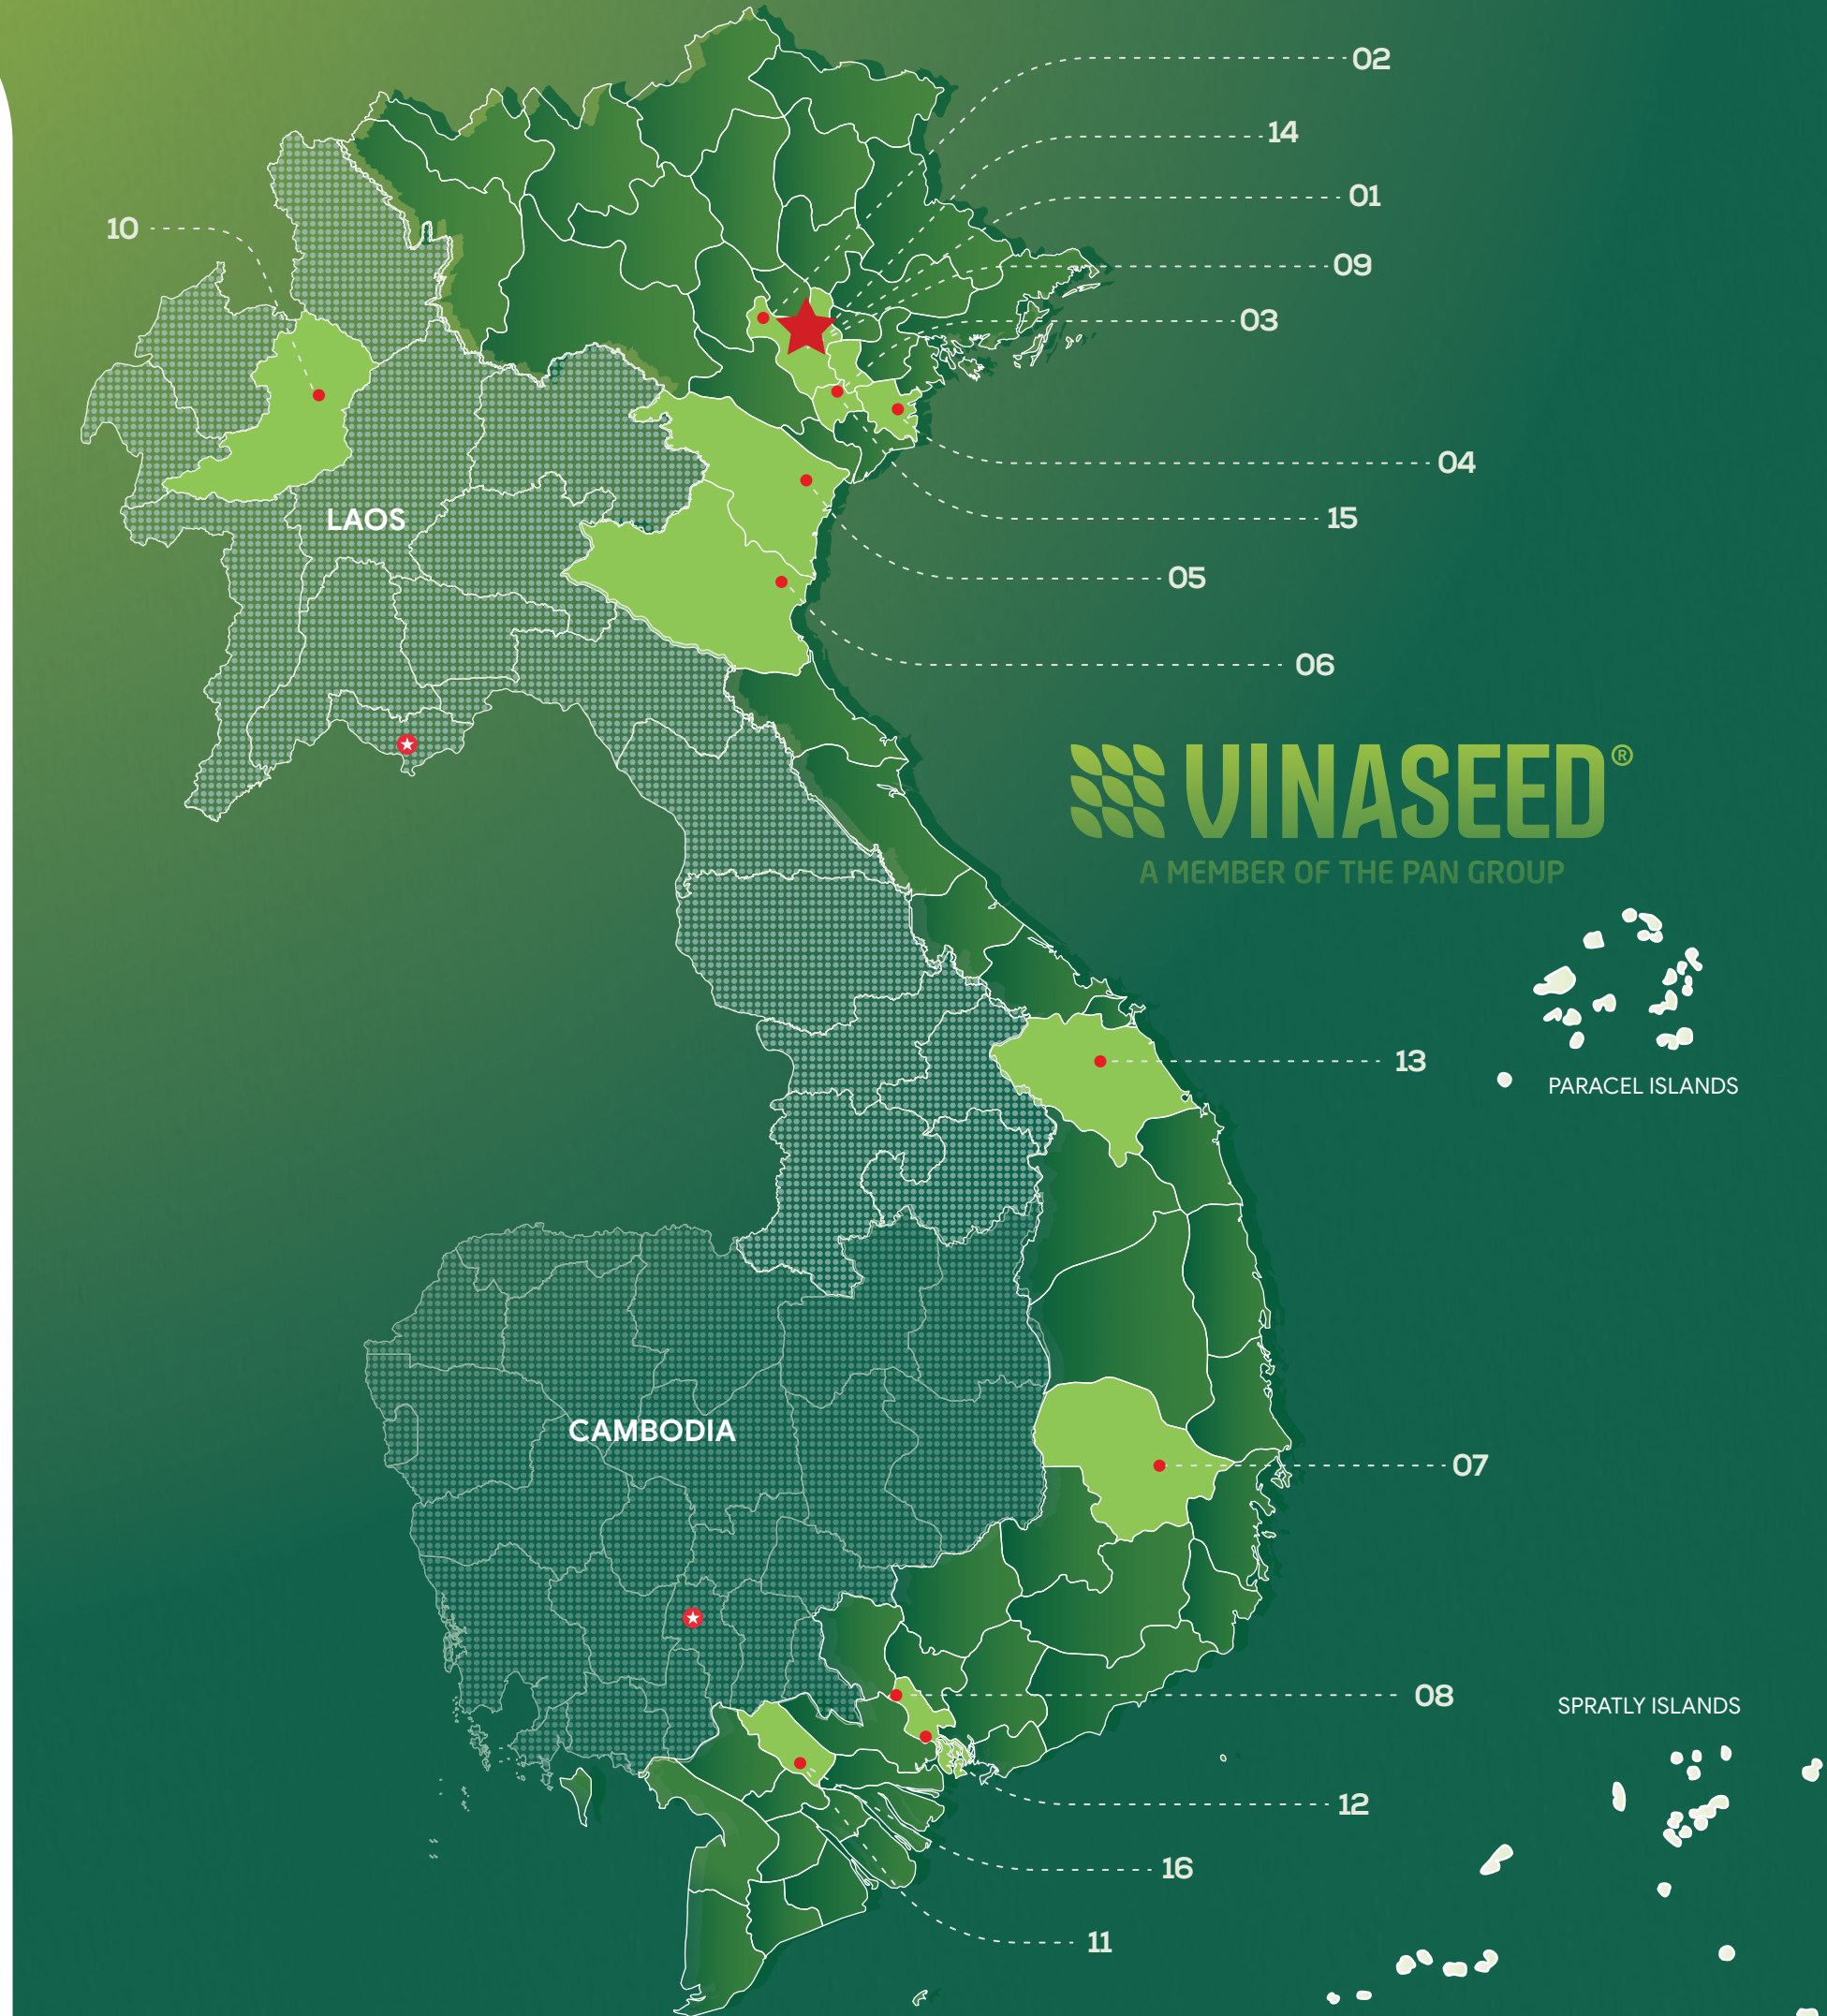 02
14
01
10
09
03
04
LAOS
15
05
06
VINASEED®
A MEMBER OF THE PAN GROUP
13
PARACEL ISLANDS
CAMBODIA
07
08
SPRATLY ISLANDS
12
16
11